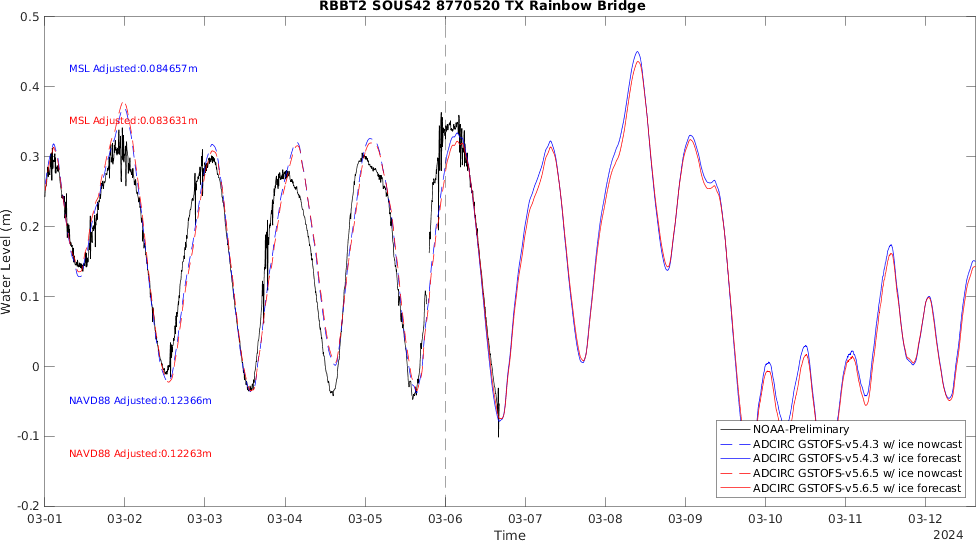 RBBT2 SOUS42 8770520 TX Rainbow Bridge
0.5
0.4
0.3
0.2
0.1
0
-0.1
-0.2
Water Level (m)
MSL Adjusted:0.084657m
MSL Adjusted:0.083631m
NAVD88 Adjusted:0.12366m
NAVD88 Adjusted:0.12263m
NOAA-Preliminary
ADCIRC GSTOFS-v5.4.3 w/ ice nowcast
ADCIRC GSTOFS-v5.4.3 w/ ice forecast
ADCIRC GSTOFS-v5.6.5 w/ ice nowcast
ADCIRC GSTOFS-v5.6.5 w/ ice forecast
03-01 03-02 03-03 03-04 03-05 03-06 03-07 03-08 03-09 03-10 03-11 03-12
2024
Time